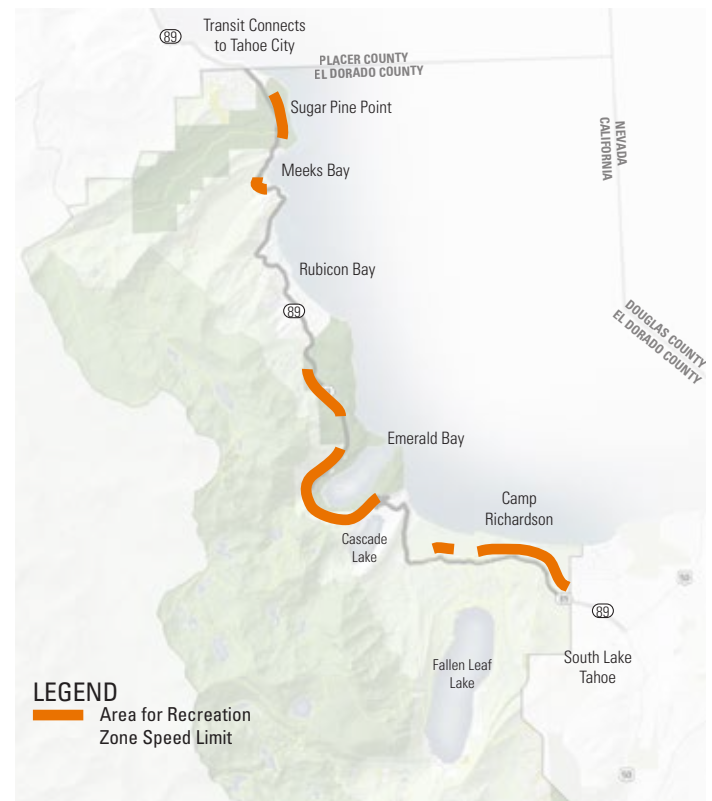 Transit Connects
to Tahoe City
89
PLACER COUNTY
EL DORADO COUNTY
Sugar Pine Point
NEVADA
CALIFORNIA
Meeks Bay
Rubicon Bay
89
DOUGLAS COUNTY
EL DORADO COUNTY
Emerald Bay
Camp
Richardson
Cascade
Lake
89
89
Fallen Leaf
Lake
South Lake
Tahoe
LEGEND
Area for Recreation
Zone Speed Limit